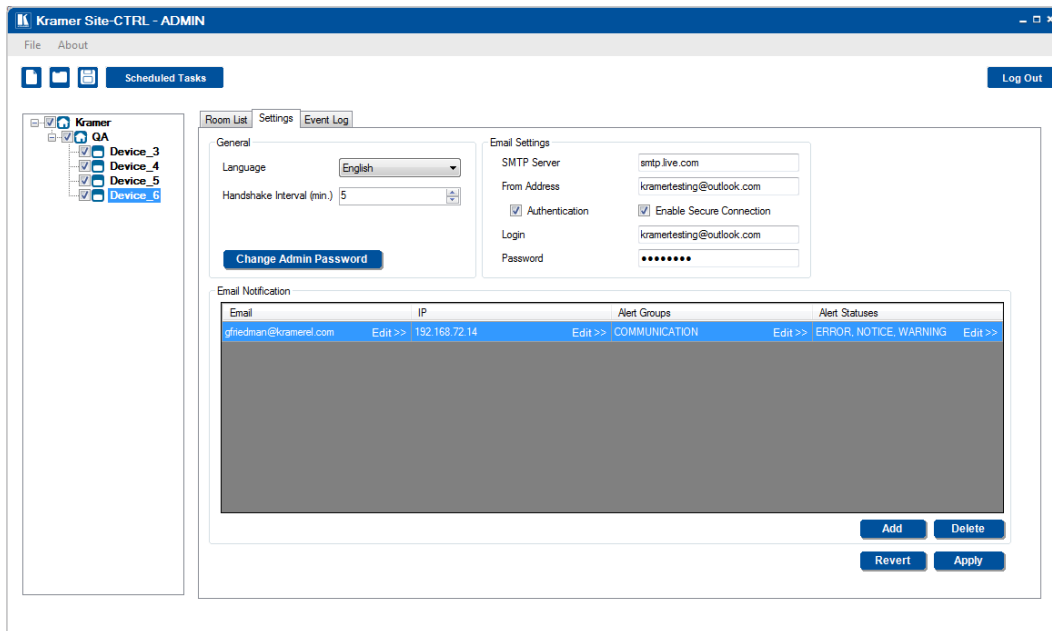 Kramer Site-CTRL - ADMIN
File About
Scheduled Tasks
Log Out
Kramer
QA
Device_3
Device_4
Device_5
Device_6
Room List Settings Event Log
General
Language English
Handshake Interval (min.) 5
Change Admin Password
Email Settings
SMTP Server smtp.live.com
From Address kramertesting@outlook.com
Authentication Enable Secure Connection
Login kramertesting@outlook.com
Password ••••••••
Email Notification
Email IP Alert Groups Alert Statuses
gfriedman@kramerel.com Edit >> 192.168.72.14 Edit >> COMMUNICATION Edit >> ERROR, NOTICE, WARNING Edit >>
Add Delete
Revert Apply